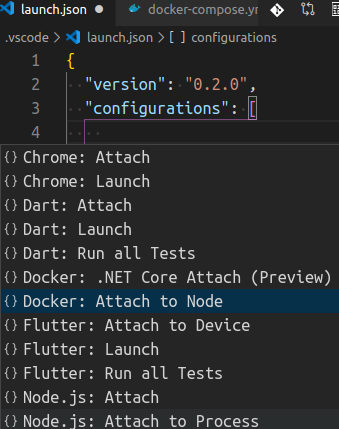 launch.json ● docker-compose.yr
.vscode > launch.json > [ ] configurations
1 {
2 "version": "0.2.0",
3 "configurations": [
4
{} Chrome: Attach
{} Chrome: Launch
{} Dart: Attach
{} Dart: Launch
{} Dart: Run all Tests
{} Docker: .NET Core Attach (Preview)
{} Docker: Attach to Node
{} Flutter: Attach to Device
{} Flutter: Launch
{} Flutter: Run all Tests
{} Node.js: Attach
{} Node.js: Attach to Process